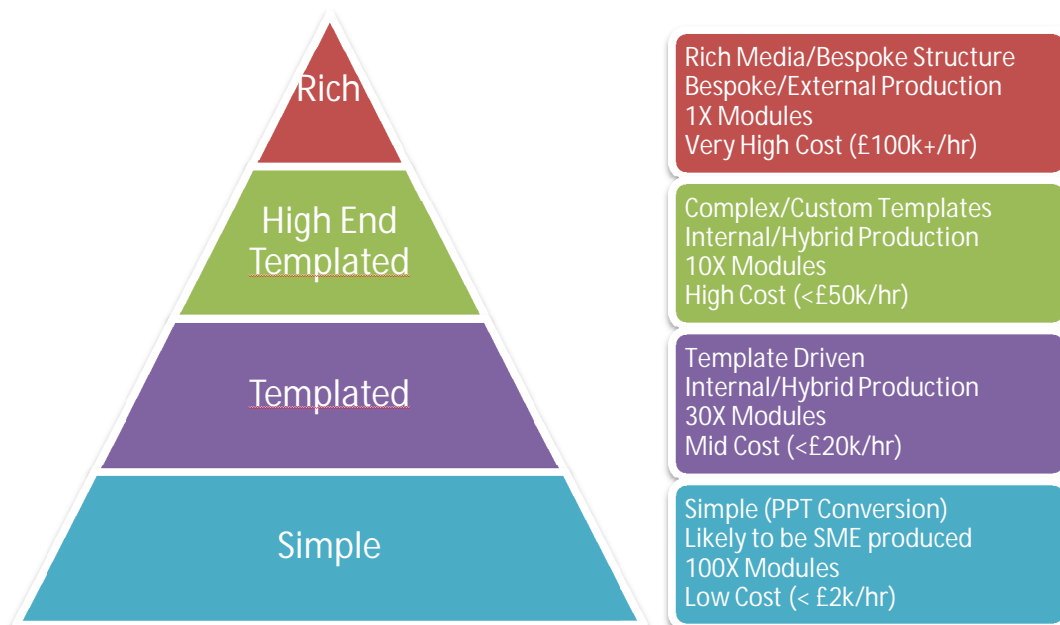 Rich
Rich Media/Bespoke Structure
Bespoke/External Production
1X Modules
Very High Cost (£100k+/hr)
High End
Templated
Complex/Custom Templates
Internal/Hybrid Production
10X Modules
High Cost (<£50k/hr)
Templated
Template Driven
Internal/Hybrid Production
30X Modules
Mid Cost (<£20k/hr)
Simple
Simple (PPT Conversion)
Likely to be SME produced
100X Modules
Low Cost (< £2k/hr)